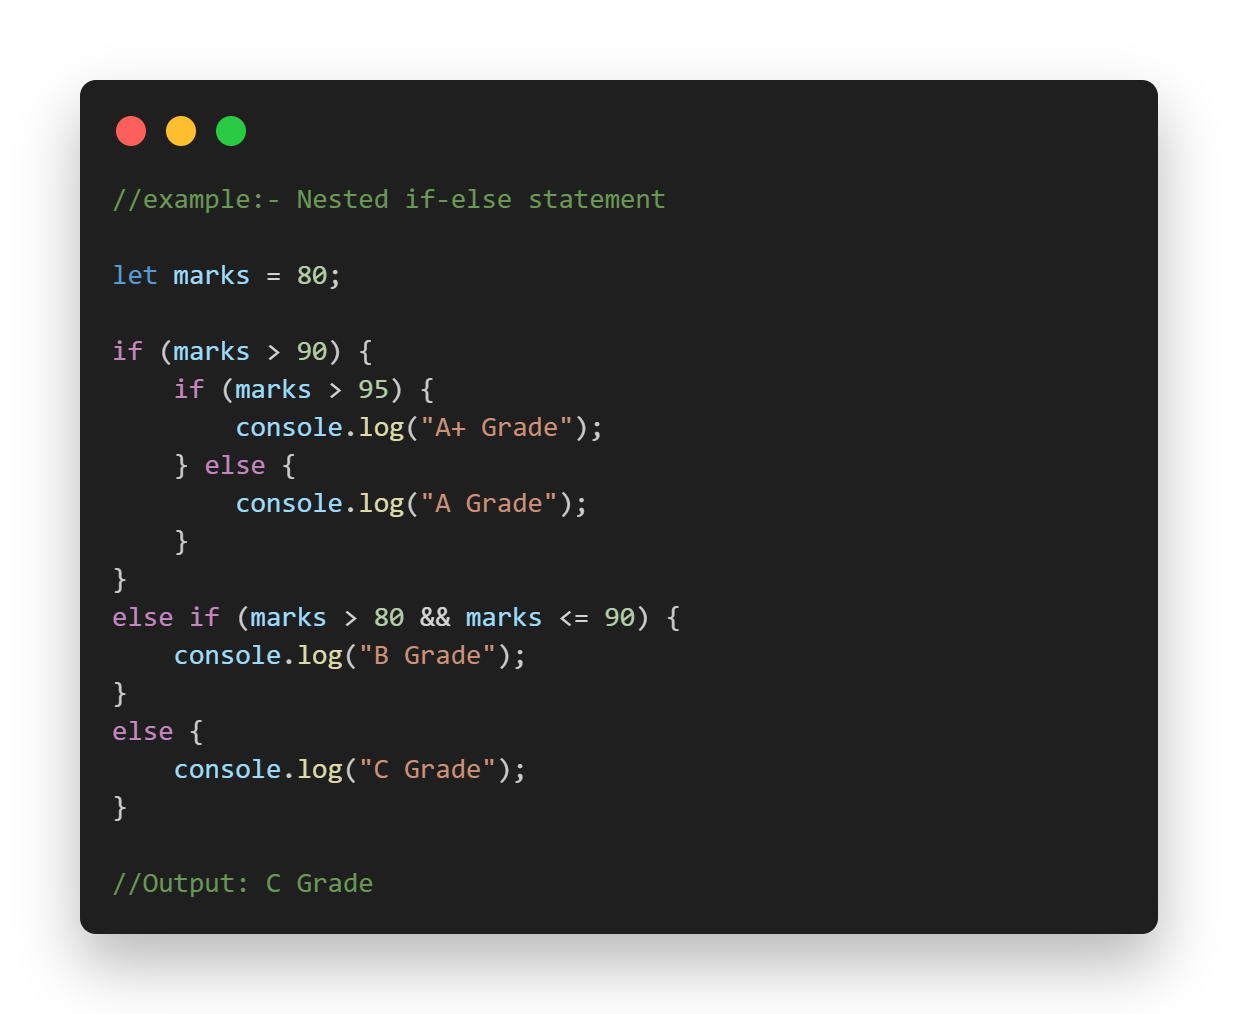 //example:- Nested if-else statement

let marks = 80;

if (marks > 90) {
    if (marks > 95) {
        console.log("A+ Grade");
    } else {
        console.log("A Grade");
    }
}
else if (marks > 80 && marks <= 90) {
    console.log("B Grade");
}
else {
    console.log("C Grade");
}

//Output: C Grade